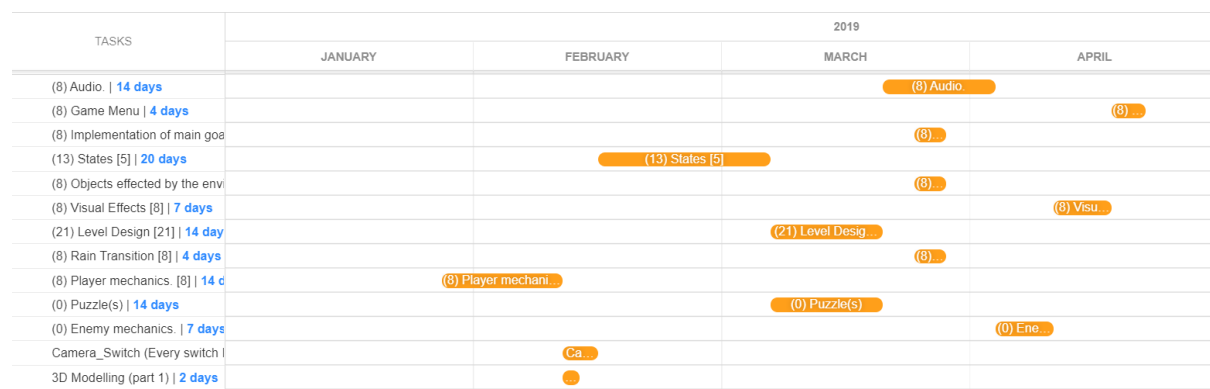 TASKS
2019
JANUARY FEBRUARY MARCH APRIL
(8) Audio. | 14 days (8) Audio.
(8) Game Menu | 4 days (8) ...
(8) Implementation of main goa (8)...
(13) States [5] | 20 days (13) States [5]
(8) Objects effected by the envi (8)...
(8) Visual Effects [8] | 7 days (8) Visu...
(21) Level Design [21] | 14 day (21) Level Desig...
(8) Rain Transition [8] | 4 days (8)...
(8) Player mechanics. [8] | 14 d (8) Player mechani...
(0) Puzzle(s) | 14 days (0) Puzzle(s)
(0) Enemy mechanics. | 7 days (0) Ene...
Camera_Switch (Every switch Ca...
3D Modelling (part 1) | 2 days ...